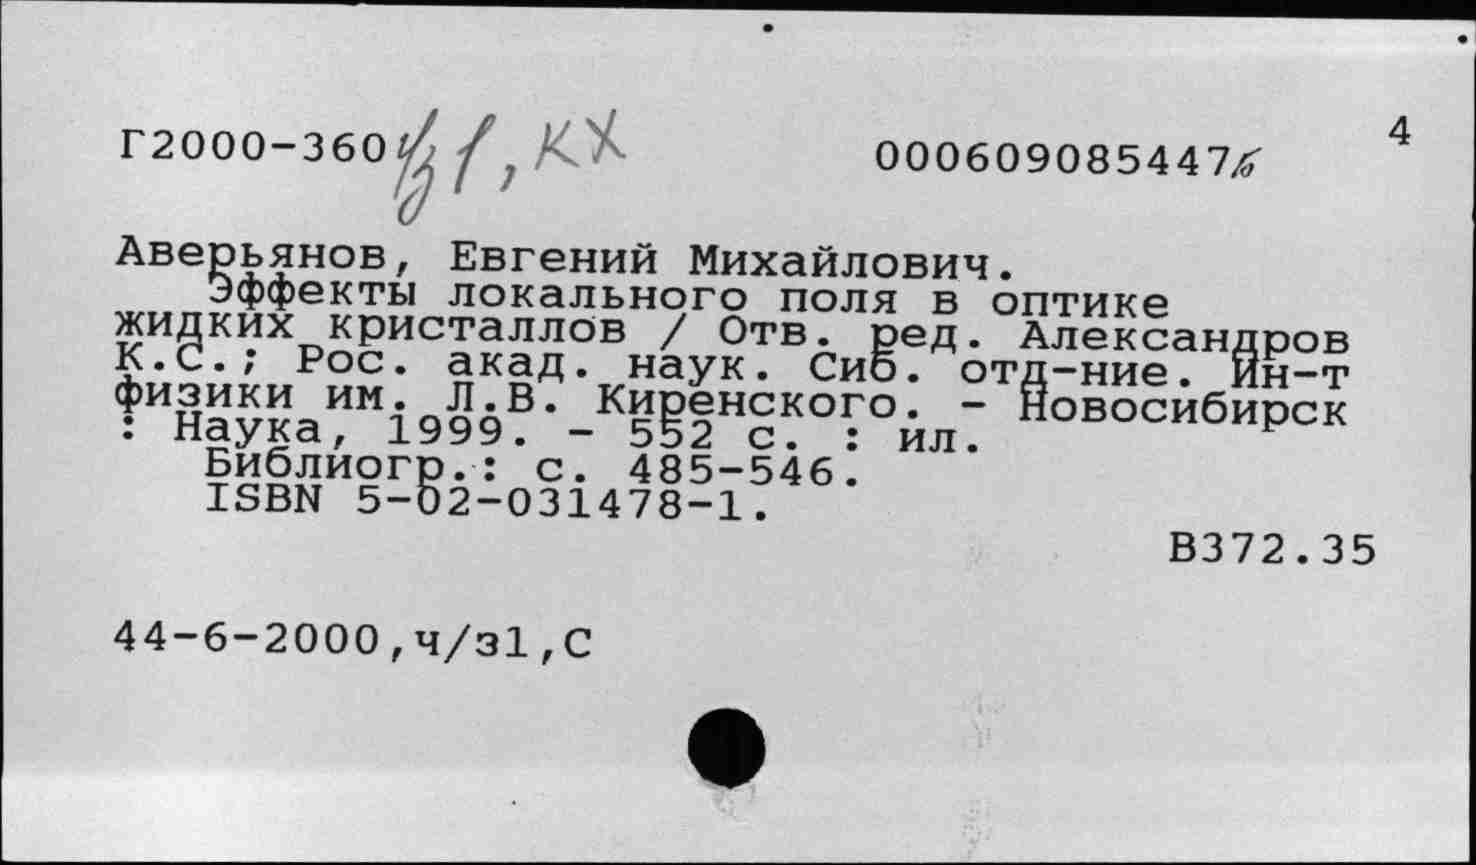 Г2000-360 ч/з1, КХ 000609085447 4
Аверьянов, Евгений Михайлович.
Эффекты локального поля в оптике
жидких кристаллов / Отв. ред. Александров
К.С.; Рос. акад. наук. Сиб. отд-ние. Ин-т
физики им. Л.В. Киренского. - Новосибирск
: Наука, 1999. - 552 с. : ил.
Библиогр.: с. 485-546.
ISBN 5-02-031478-1.
В372.35
44-6-2000,ч/з1,С